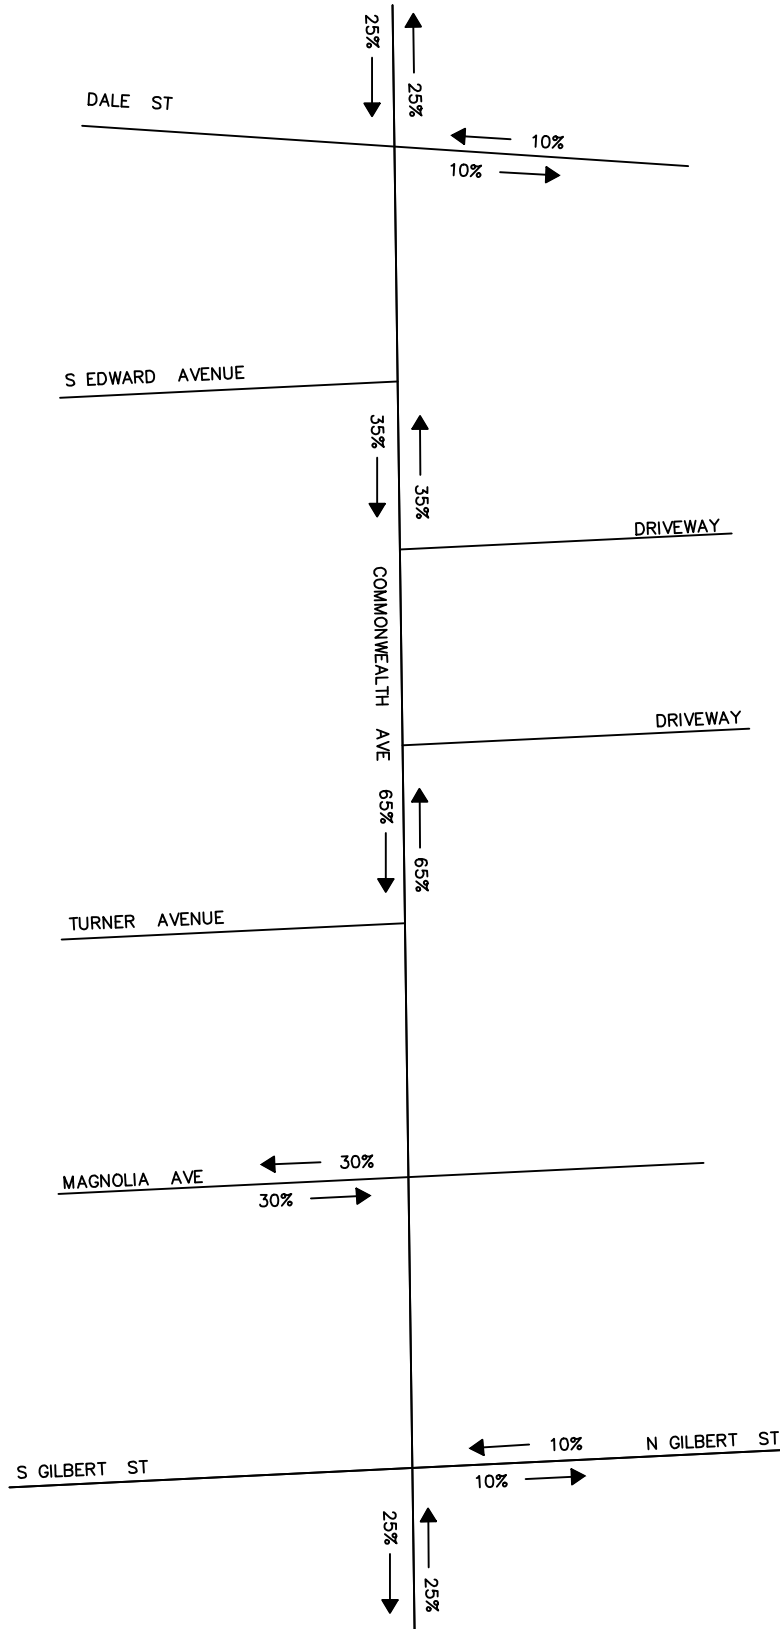 25%
25%
DALE ST
10%
10%
S EDWARD AVENUE
35%
35%
DRIVEWAY
COMMONWEALTH AVE
DRIVEWAY
65%
65%
TURNER AVENUE
30%
MAGNOLIA AVE
30%
10%
N GILBERT ST
S GILBERT ST
10%
25%
25%